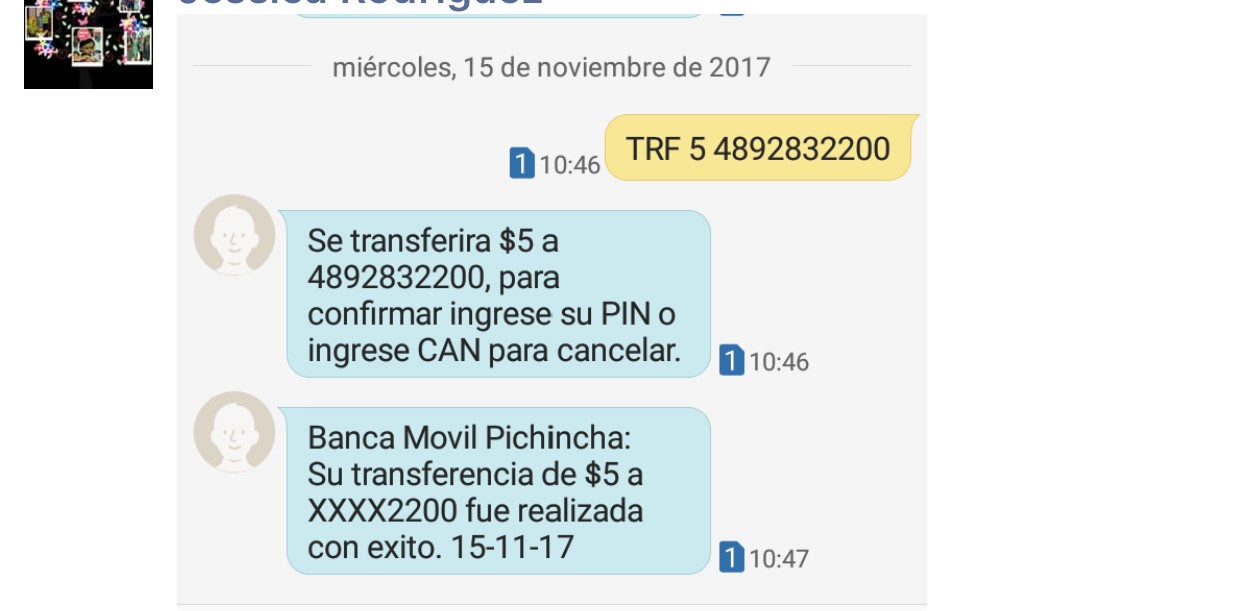 Jessica Rodriguez
miércoles, 15 de noviembre de 2017
TRF 5 4892832200
1 10:46
Se transferira $5 a
4892832200, para
confirmar ingrese su PIN o
ingrese CAN para cancelar.
1 10:46
Banca Movil Pichincha:
Su transferencia de $5 a
XXXX2200 fue realizada
con exito. 15-11-17
1 10:47